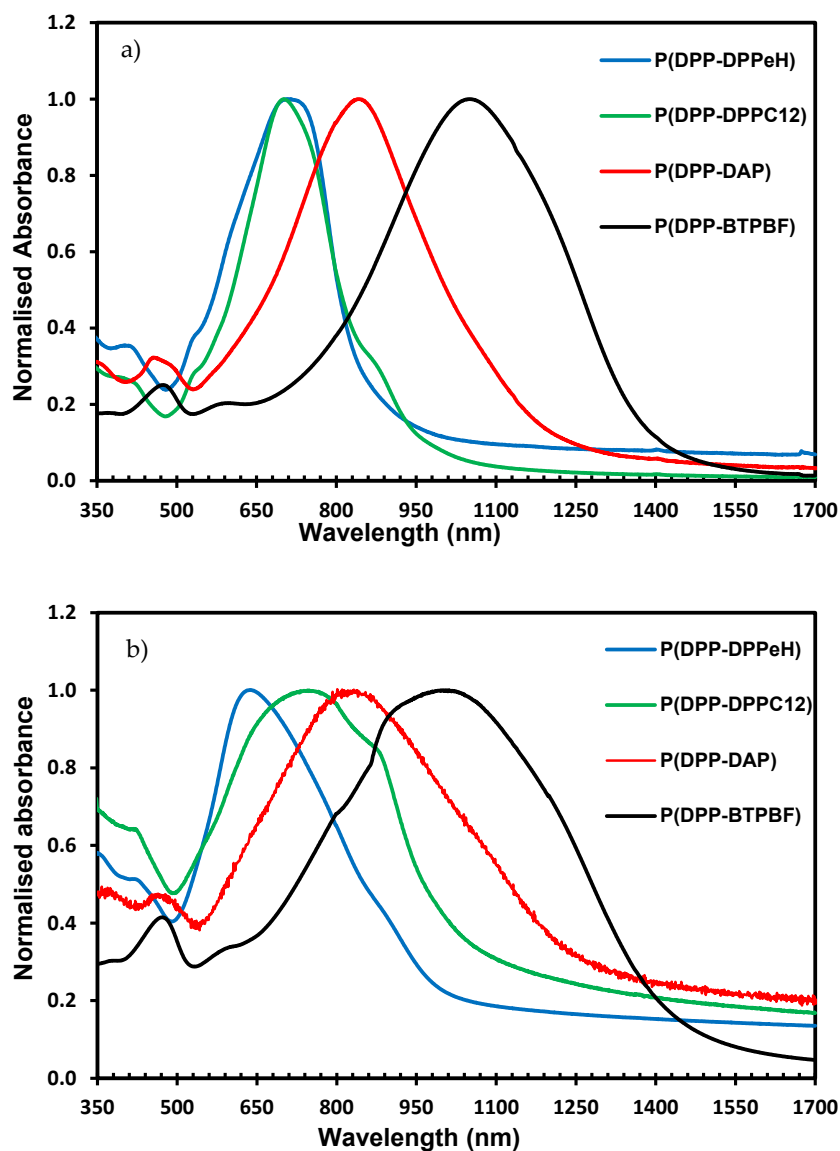 a)
Normalised Absorbance
1.2
1.0
0.8
0.6
0.4
0.2
0.0
P(DPP-DPPeH)
P(DPP-DPPC12)
P(DPP-DAP)
P(DPP-BTPBF)
350 500 650 800 950 1100 1250 1400 1550 1700
Wavelength (nm)
b)
Normalised absorbance
1.2
1.0
0.8
0.6
0.4
0.2
0.0
P(DPP-DPPeH)
P(DPP-DPPC12)
P(DPP-DAP)
P(DPP-BTPBF)
350 500 650 800 950 1100 1250 1400 1550 1700
Wavelength (nm)